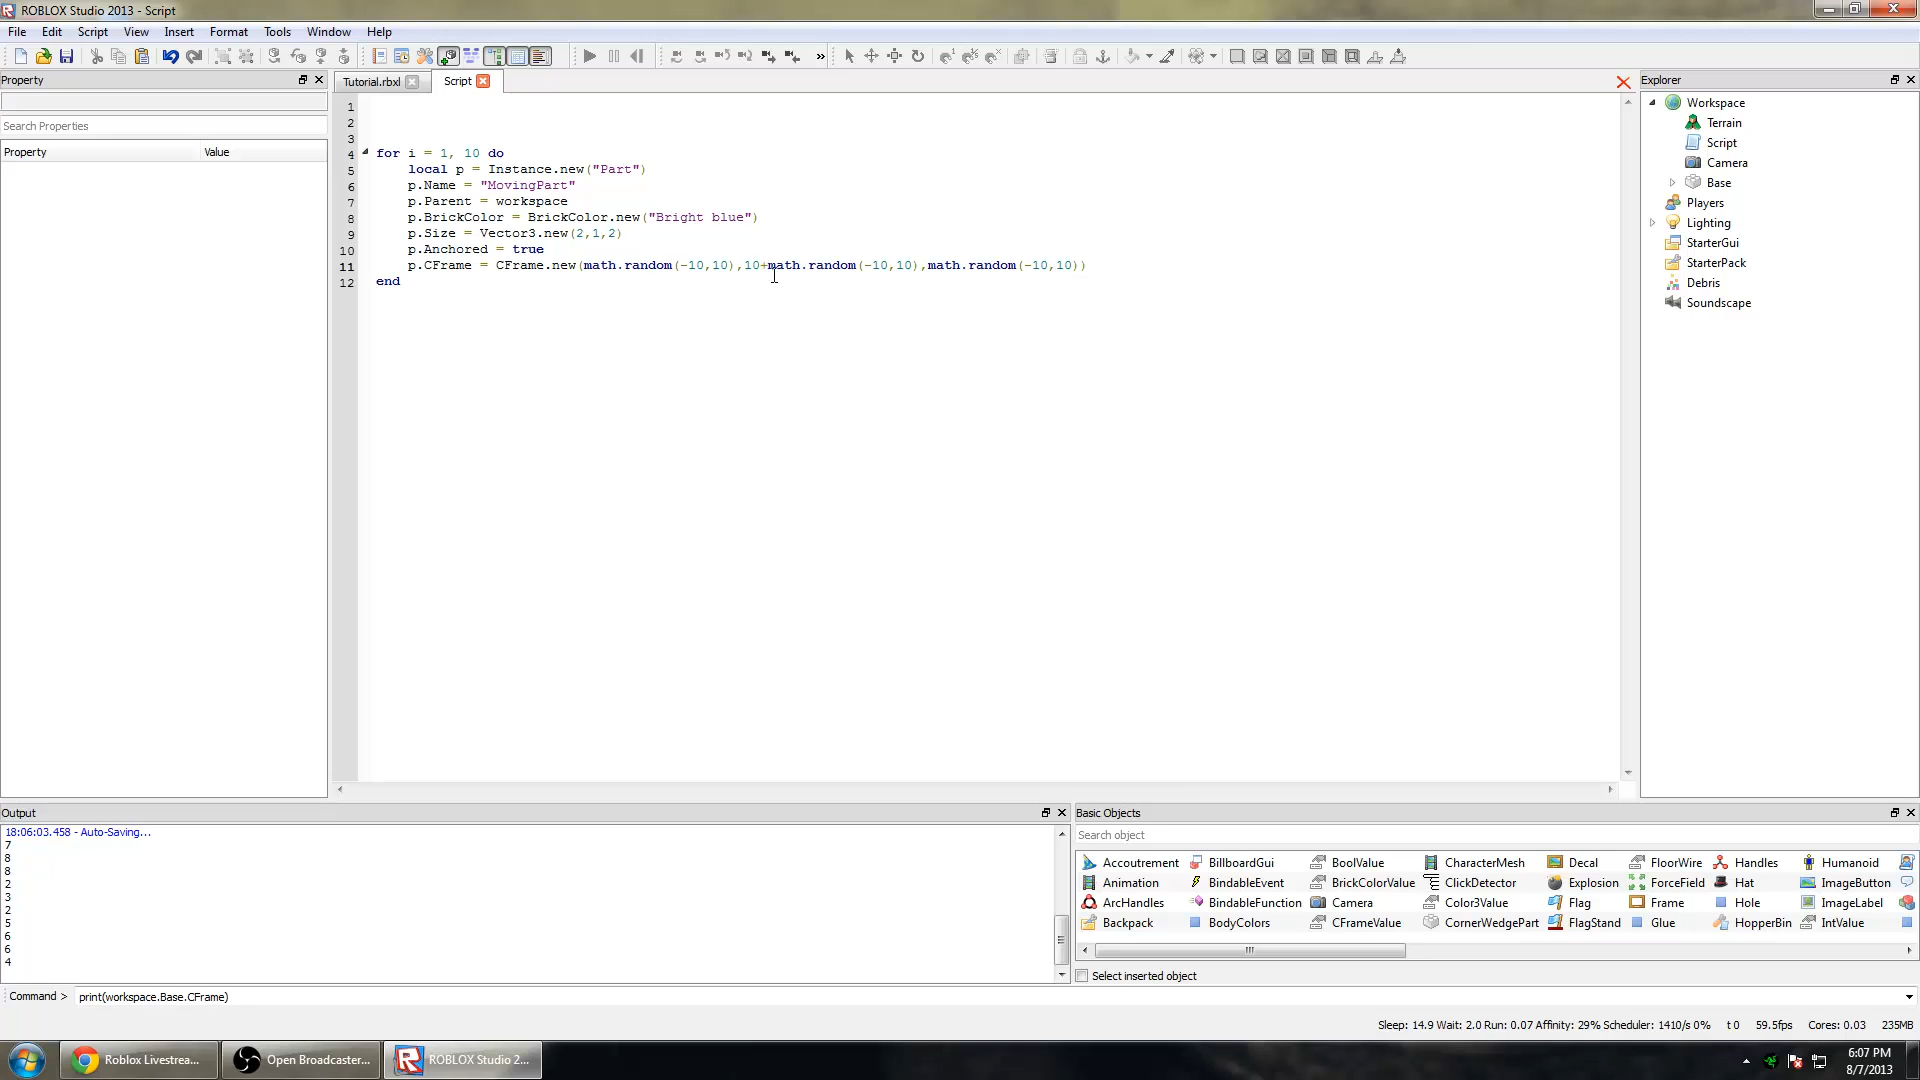 ROBLOX Studio 2013 - Script
File Edit Script View Insert Format Tools Window Help
Property
Search Properties
Property Value
Tutorial.rbxl Script
1
2
3
4 for i = 1, 10 do
5 local p = Instance.new("Part")
6 p.Name = "MovingPart"
7 p.Parent = workspace
8 p.BrickColor = BrickColor.new("Bright blue")
9 p.Size = Vector3.new(2,1,2)
10 p.Anchored = true
11 p.CFrame = CFrame.new(math.random(-10,10),10+math.random(-10,10),math.random(-10,10))
12 end
Explorer
Workspace
Terrain
Script
Camera
Base
Players
Lighting
StarterGui
StarterPack
Debris
Soundscape
Output
18:06:03.458 - Auto-Saving...
7
8
8
2
3
2
5
6
6
4
Basic Objects
Search object
Accoutrement BillboardGui BoolValue CharacterMesh Decal FloorWire Handles Humanoid
Animation BindableEvent BrickColorValue ClickDetector Explosion ForceField Hat ImageButton
ArcHandles BindableFunction Camera Color3Value Flag Frame Hole ImageLabel
Backpack BodyColors CFrameValue CornerWedgePart FlagStand Glue HopperBin IntValue
Select inserted object
Command > print(workspace.Base.CFrame)
Sleep: 14.9 Wait: 2.0 Run: 0.07 Affinity: 29% Scheduler: 1410/s 0% t 0 59.5fps Cores: 0.03 235MB
Roblox Livestrea... Open Broadcaster... ROBLOX Studio 2...
6:07 PM
8/7/2013